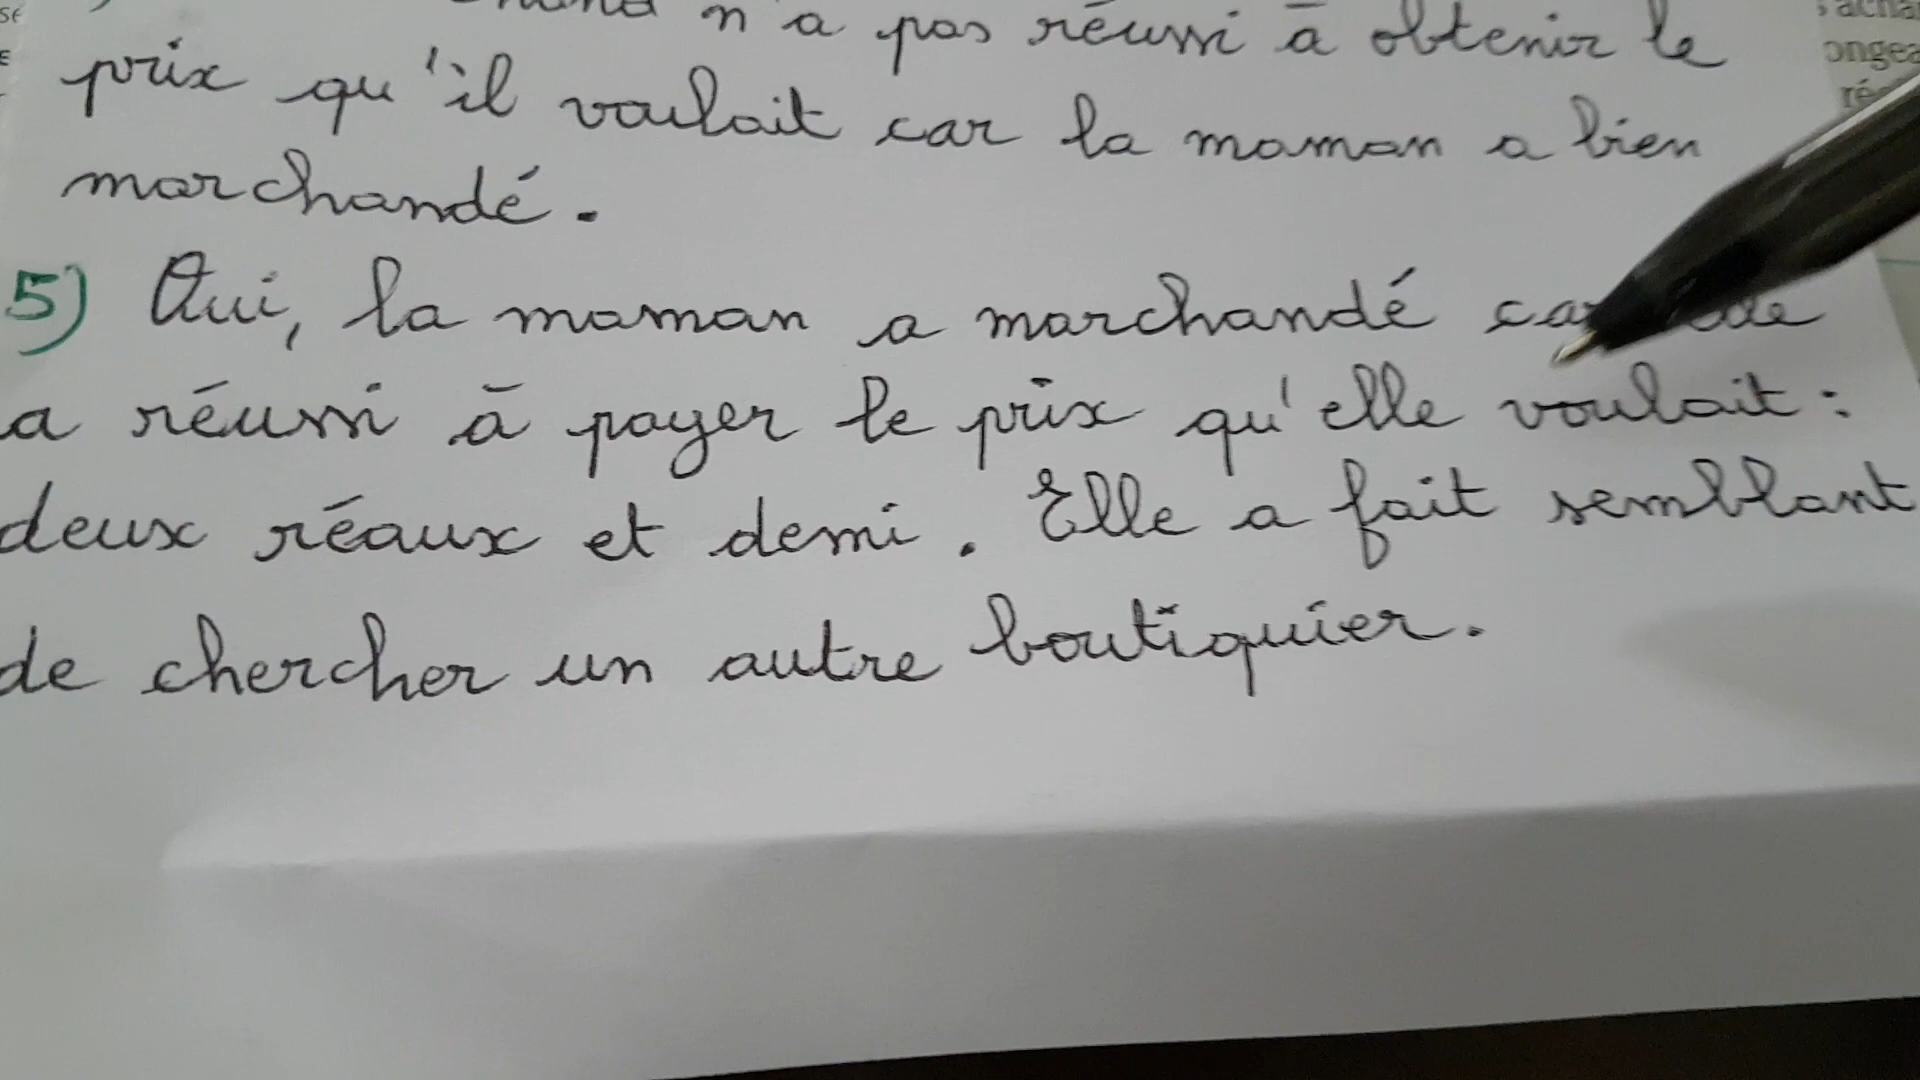 n'a pas réussi à obtenir le
prix qu'il voulait car la maman a bien
marchandé.
5) Oui, la maman a marchandé car
a réussi à payer le prix qu'elle voulait :
deux réaux et demi. Elle a fait semblant
de chercher un autre boutiquier.